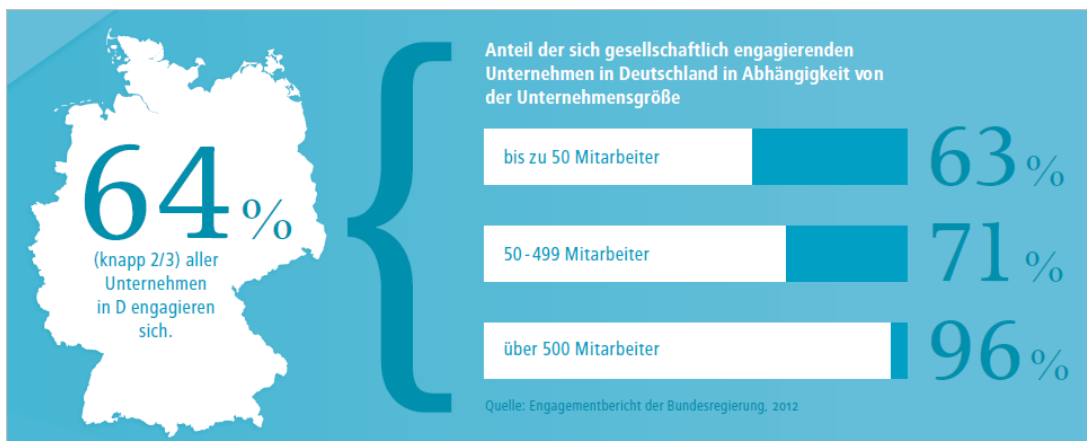 64 %
(knapp 2/3) aller
Unternehmen
in D engagieren
sich.
Anteil der sich gesellschaftlich engagierenden
Unternehmen in Deutschland in Abhängigkeit von
der Unternehmensgröße
bis zu 50 Mitarbeiter 63 %
50-499 Mitarbeiter 71 %
über 500 Mitarbeiter 96 %
Quelle: Engagementbericht der Bundesregierung, 2012